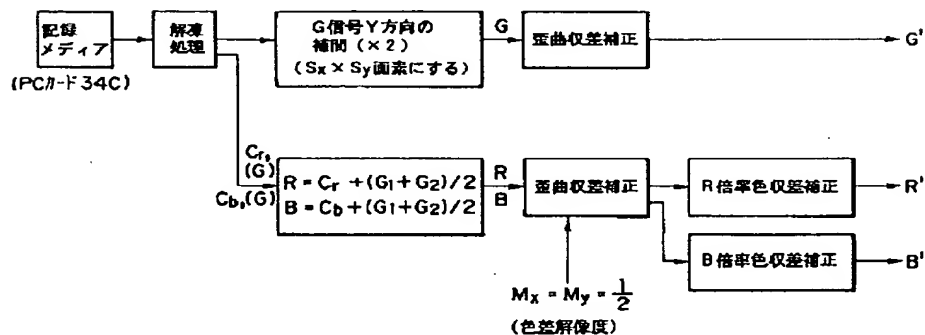 記録
メディア
(PCカード34C)
解凍
処理
G信号Y方向の
補間(×2)
(Sx×Sy画素にする)
G
歪曲収差補正
G'
Cr,
(G)
Cb,(G)
R=Cr+(G1+G2)/2
B=Cb+(G1+G2)/2
R
B
歪曲収差補正
R倍率色収差補正
R'
B倍率色収差補正
B'
Mx=My=1/2
(色差解像度)